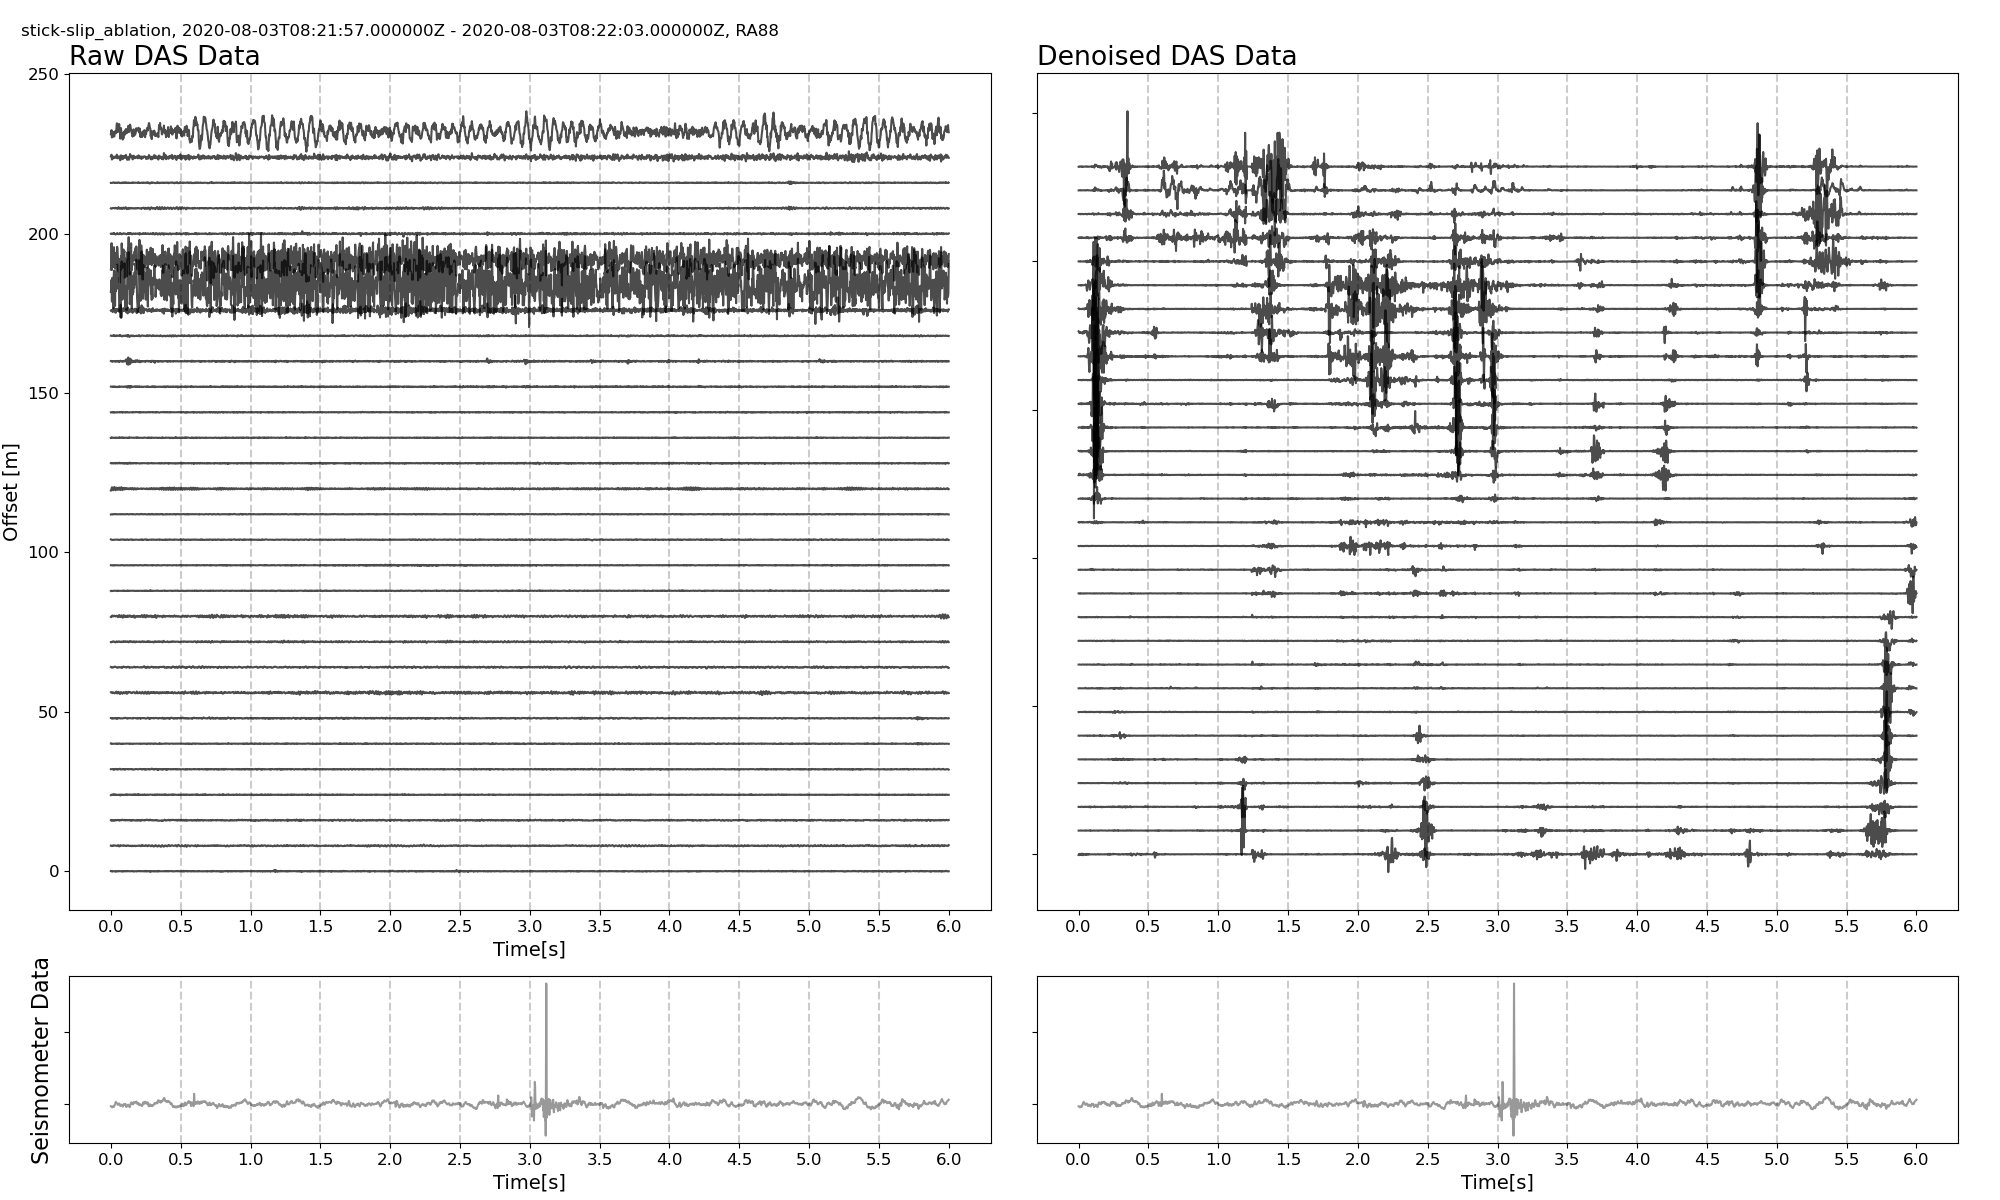 stick-slip_ablation, 2020-08-03T08:21:57.000000Z - 2020-08-03T08:22:03.000000Z, RA88
Raw DAS Data
Denoised DAS Data
250
200
150
100
50
0
Offset [m]
0.0 0.5 1.0 1.5 2.0 2.5 3.0 3.5 4.0 4.5 5.0 5.5 6.0
Time[s]
0.0 0.5 1.0 1.5 2.0 2.5 3.0 3.5 4.0 4.5 5.0 5.5 6.0
Seismometer Data
0.0 0.5 1.0 1.5 2.0 2.5 3.0 3.5 4.0 4.5 5.0 5.5 6.0
Time[s]
0.0 0.5 1.0 1.5 2.0 2.5 3.0 3.5 4.0 4.5 5.0 5.5 6.0
Time[s]